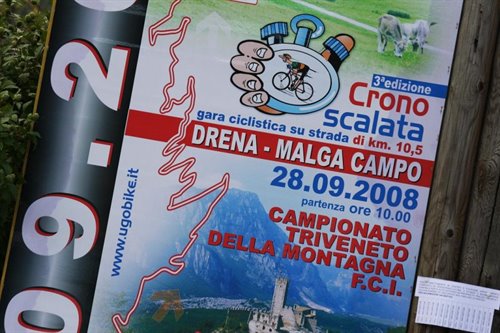 3ª edizione
Crono
Scalata
gara ciclistica su strada di km. 10,5
DRENA - MALGA CAMPO
28.09.2008
partenza ore 10.00
CAMPIONATO
TRIVENETO
DELLA MONTAGNA
F.C.I.
www.ugobike.it
09.2